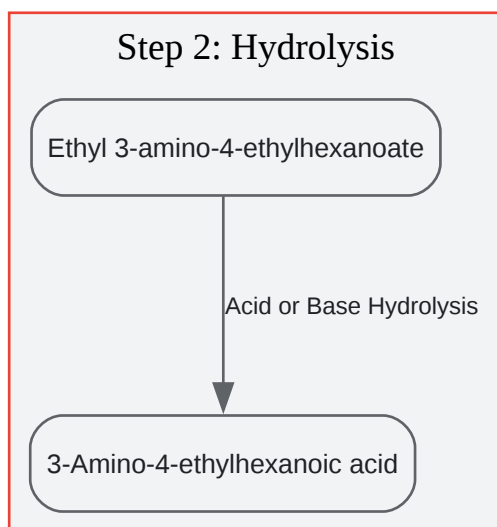 Step 2: Hydrolysis
Ethyl 3-amino-4-ethylhexanoate
Acid or Base Hydrolysis
3-Amino-4-ethylhexanoic acid